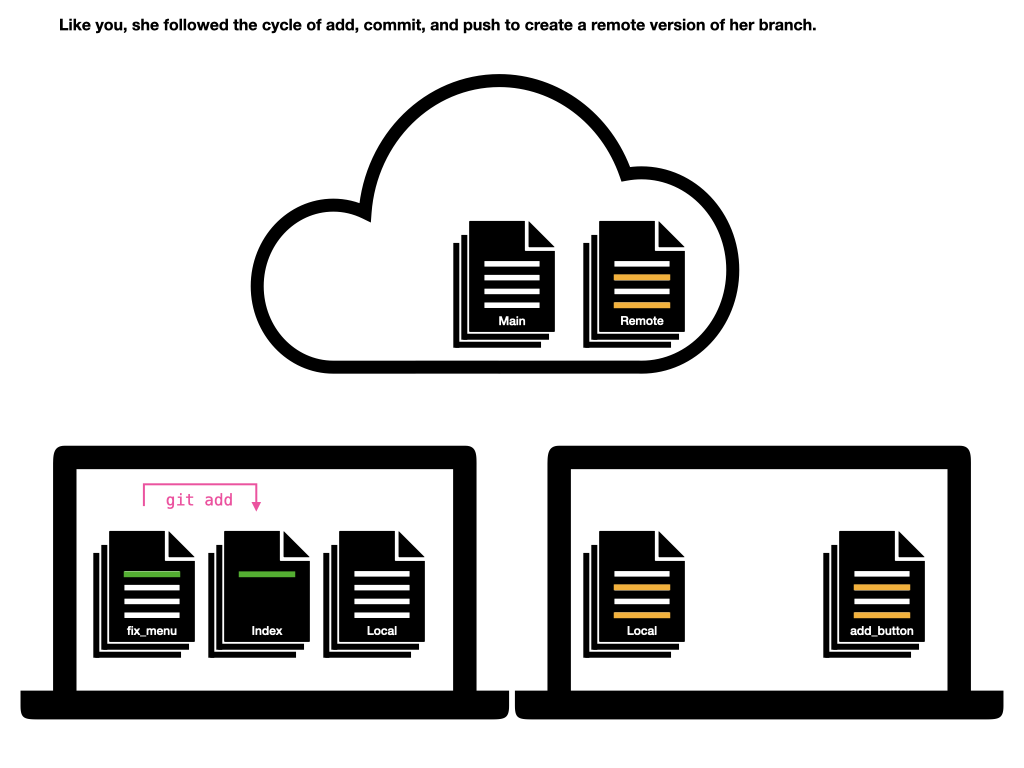 Like you, she followed the cycle of add, commit, and push to create a remote version of her branch.
Main
Remote
git add
fix_menu
Index
Local
Local
add_button